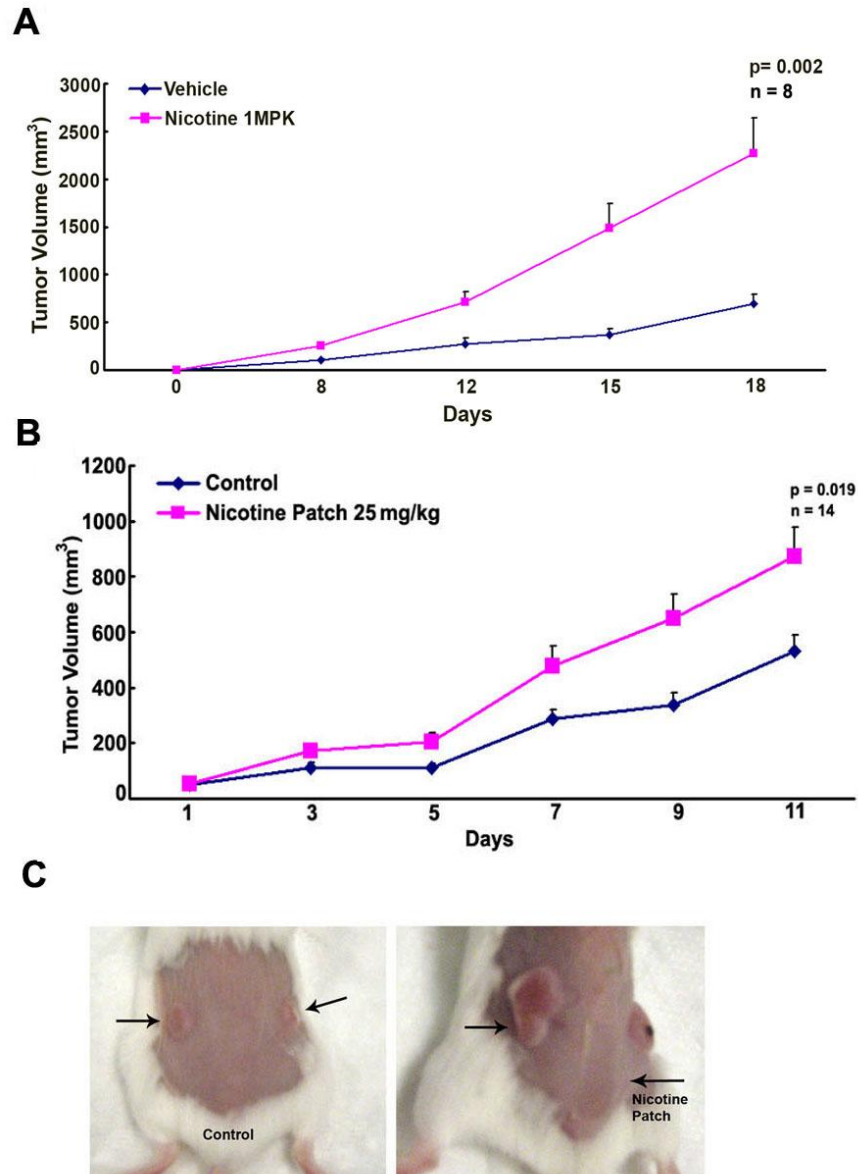 A
p= 0.002
n = 8
Vehicle
Nicotine 1MPK
Tumor Volume (mm³)
3000
2500
2000
1500
1000
500
0
0 8 12 15 18
Days
B
p = 0.019
n = 14
Control
Nicotine Patch 25 mg/kg
Tumor Volume (mm³)
1200
1000
800
600
400
200
0
1 3 5 7 9 11
Days
C
Control
Nicotine
Patch